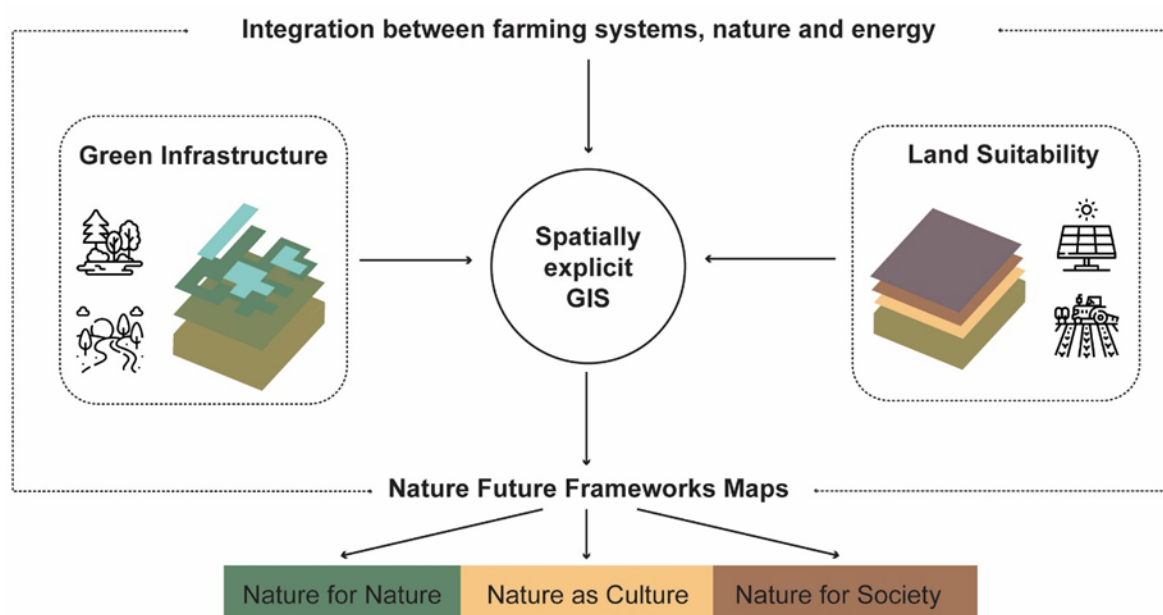 Integration between farming systems, nature and energy
Green Infrastructure
Land Suitability
Spatially
explicit
GIS
Nature Future Frameworks Maps
Nature for Nature
Nature as Culture
Nature for Society